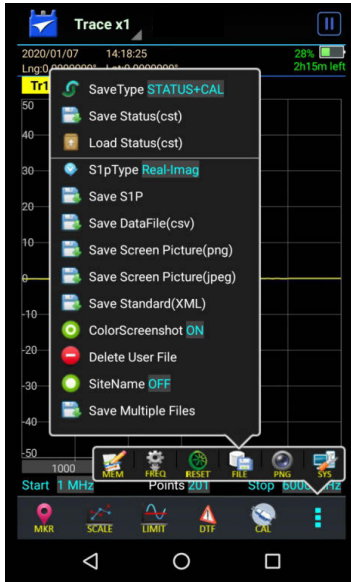 Trace x1
2020/01/07 14:18:25 28%
2h15m left
Tr1
SaveType STATUS+CAL
Save Status(cst)
Load Status(cst)
S1pType Real-Imag
Save S1P
Save DataFile(csv)
Save Screen Picture(png)
Save Screen Picture(jpeg)
Save Standard(XML)
ColorScreenshot ON
Delete User File
SiteName OFF
Save Multiple Files
50
40
30
20
10
0
-10
-20
-30
-40
-50
1000
MEM FREQ RESET FILE PNG SYS
Start 1 MHz Points 201 Stop
MKR SCALE LIMIT DTF CAL